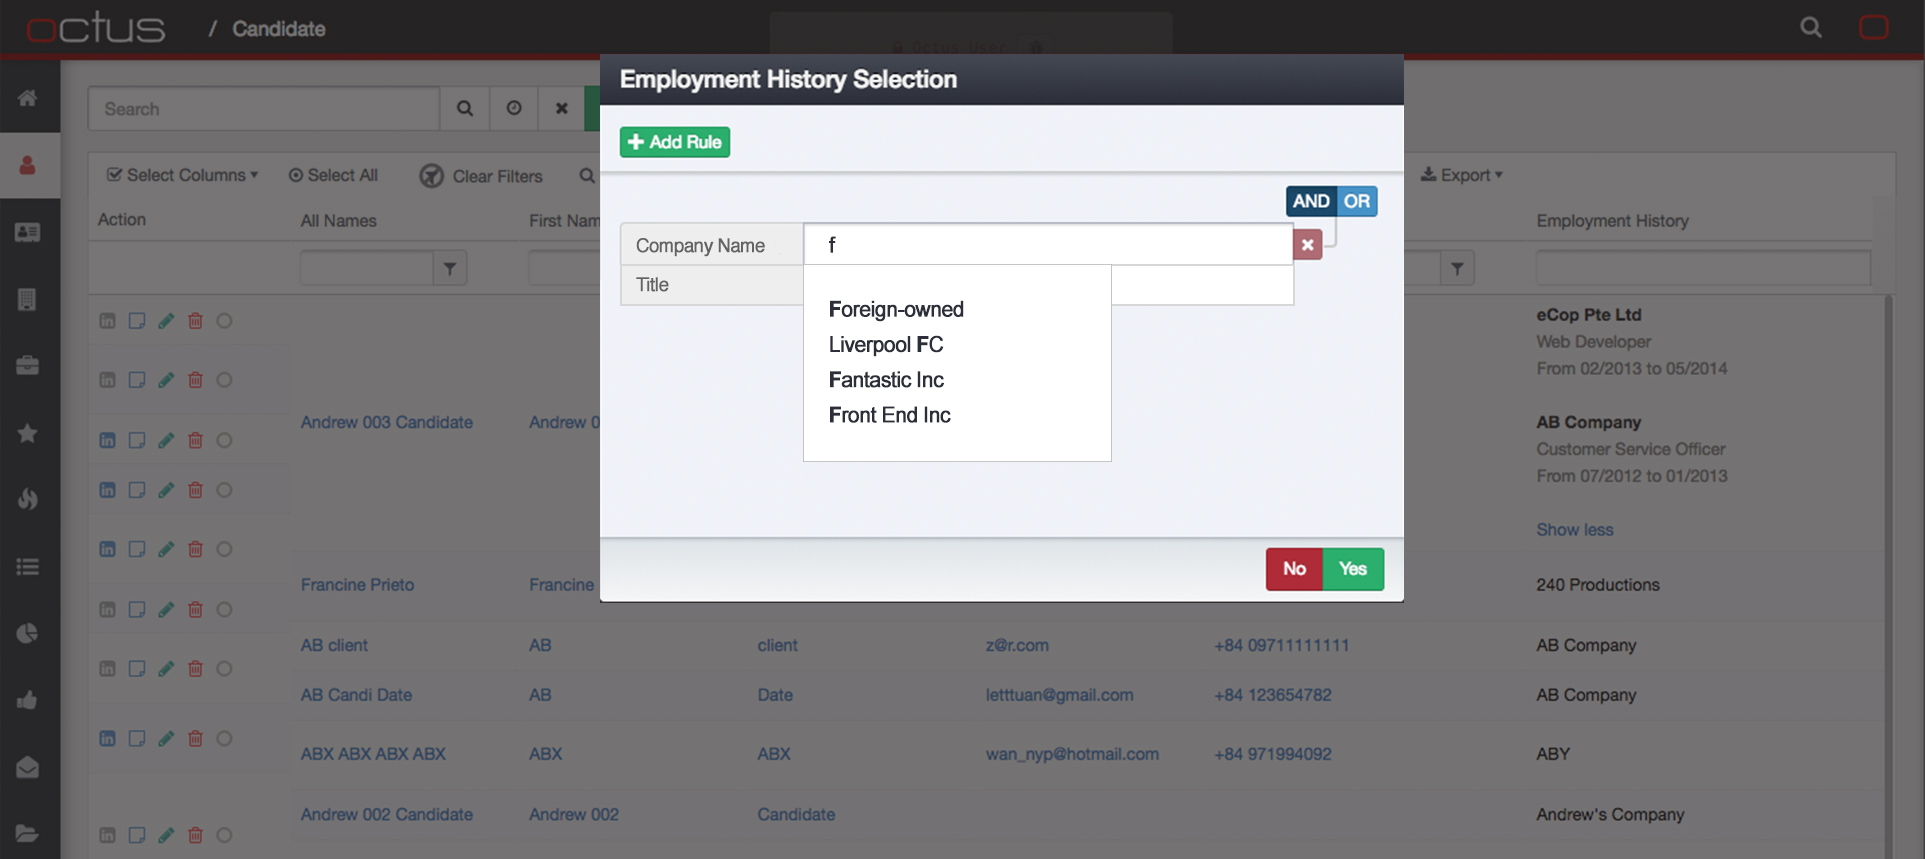 octus / Candidate
Octus User
Employment History Selection
Search
Add Rule
Select Columns Select All Clear Filters Export
AND OR
Action All Names First Nam Employment History
Company Name f
Title
Foreign-owned
Liverpool FC
Fantastic Inc
Front End Inc
eCop Pte Ltd
Web Developer
From 02/2013 to 05/2014
Andrew 003 Candidate Andrew 0 AB Company
Customer Service Officer
From 07/2012 to 01/2013
Show less
No Yes
Francine Prieto Francine 240 Productions
AB client AB client z@r.com +84 09711111111 AB Company
AB Candi Date AB Date letttuan@gmail.com +84 123654782 AB Company
ABX ABX ABX ABX ABX ABX wan_nyp@hotmail.com +84 971994092 ABY
Andrew 002 Candidate Andrew 002 Candidate Andrew's Company